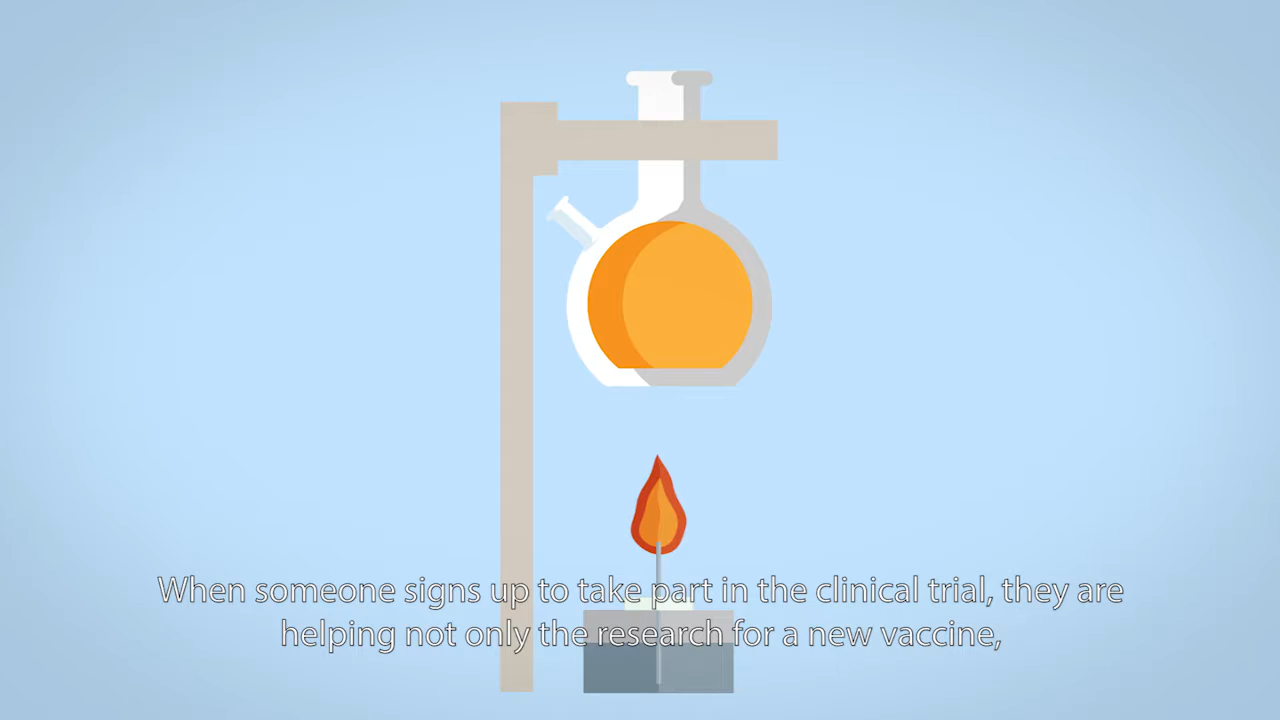 When someone signs up to take part in the clinical trial, they are
helping not only the research for a new vaccine,